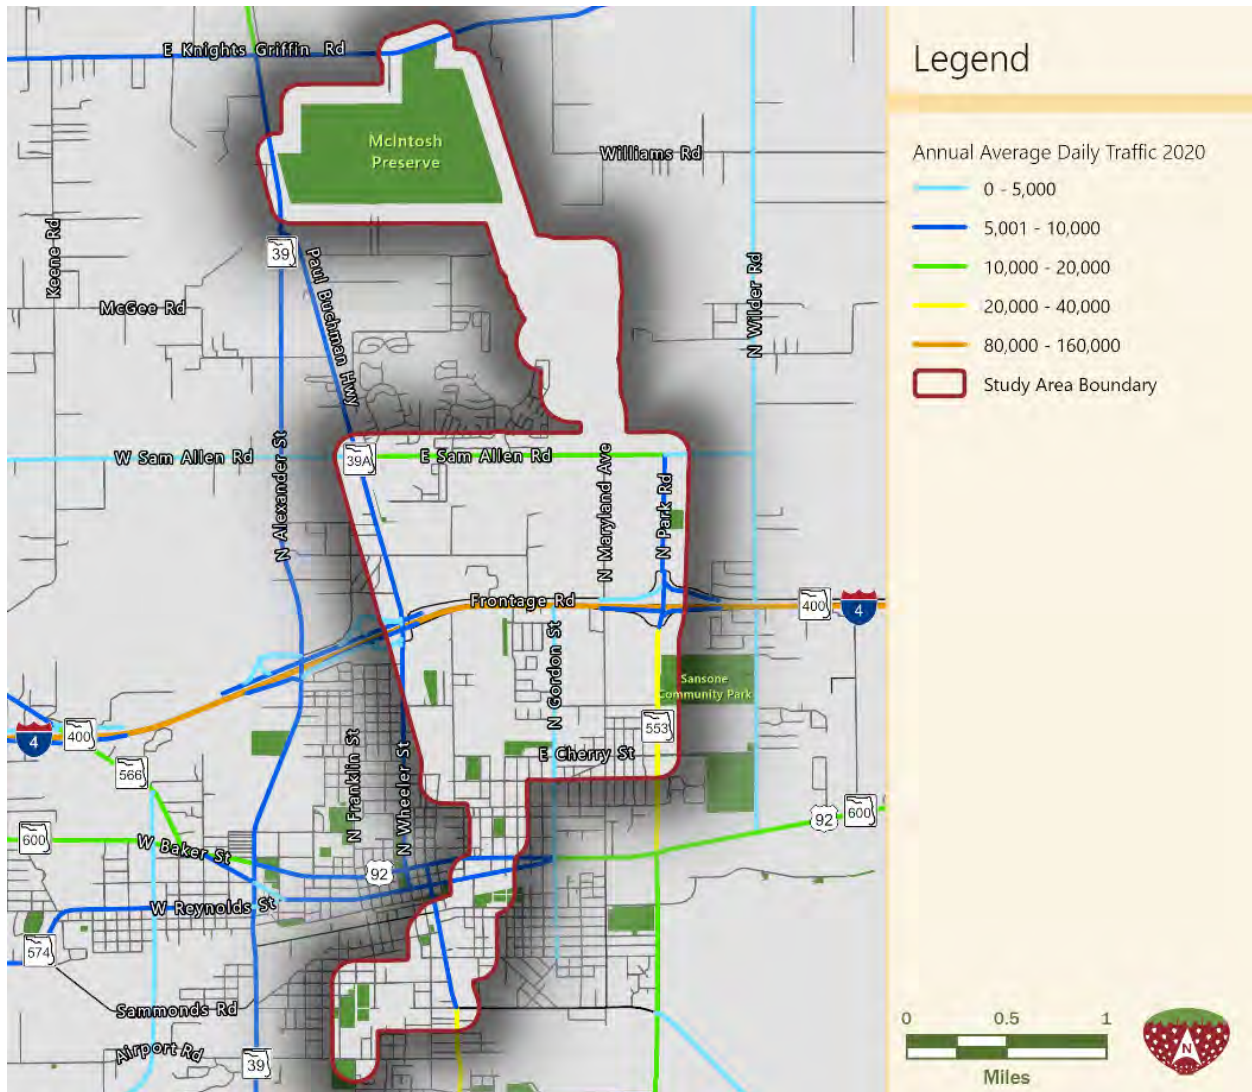 E Knights Griffin Rd
McIntosh
Preserve
Williams Rd
Keene Rd
39
Paul Buchman Hwy
N Wilder Rd
McGee Rd
N Alexander St
W Sam Allen Rd
39A
E Sam Allen Rd
N Maryland Ave
N Park Rd
Frontage Rd
400
4
N Gordon St
Sansone
Community Park
553
4
400
566
N Franklin St
N Wheeler St
E Cherry St
600
W Baker St
92
92
600
W Reynolds St
574
Sammonds Rd
Airport Rd
39
Legend
Annual Average Daily Traffic 2020
0 - 5,000
5,001 - 10,000
10,000 - 20,000
20,000 - 40,000
80,000 - 160,000
Study Area Boundary
0 0.5 1
Miles
N